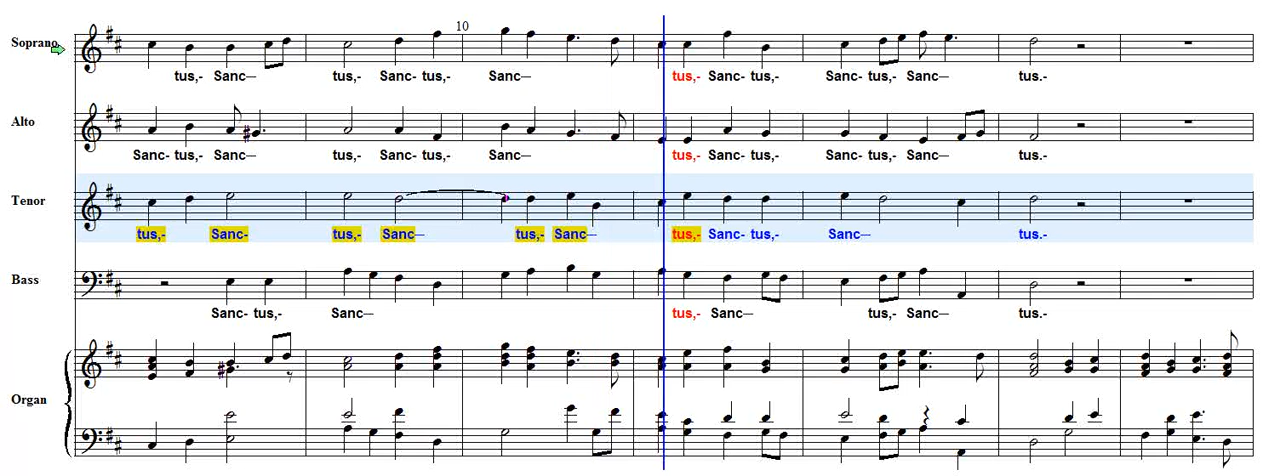 10
Soprano
tus,- Sanc— tus,- Sanc- tus,- Sanc— tus,- Sanc- tus,- Sanc- tus,- Sanc— tus.-
Alto
Sanc- tus,- Sanc— tus,- Sanc- tus,- Sanc— tus,- Sanc- tus,- Sanc- tus,- Sanc— tus.-
Tenor
tus,- Sanc- tus,- Sanc— tus,- Sanc— tus,- Sanc- tus,- Sanc— tus.-
Bass
Sanc- tus,- Sanc— tus,- Sanc— tus,- Sanc— tus.-
Organ